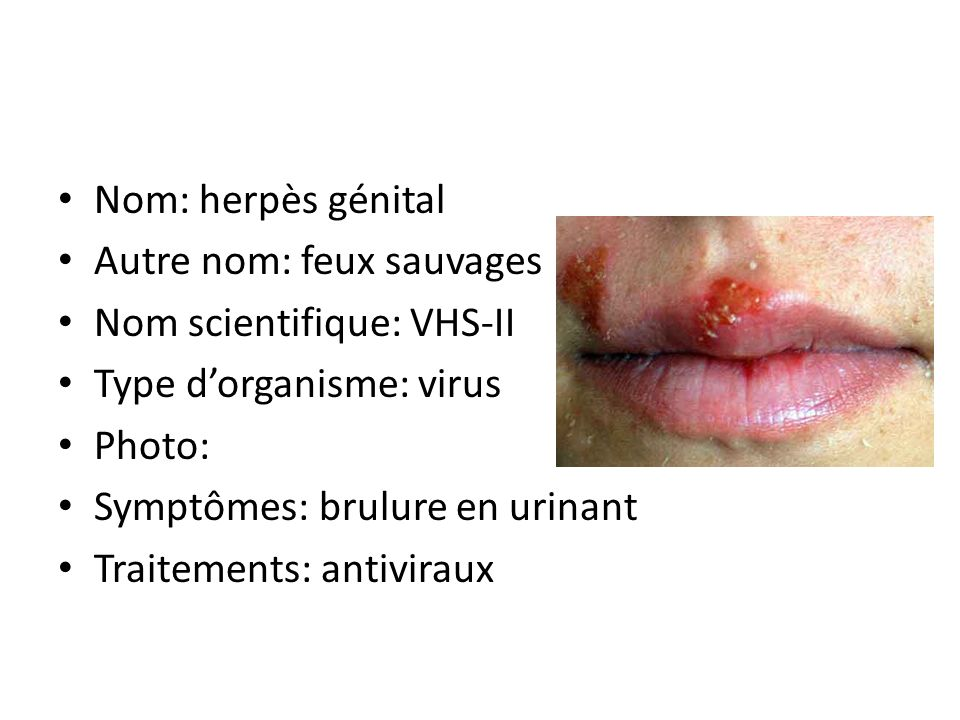 • Nom: herpès génital
• Autre nom: feux sauvages
• Nom scientifique: VHS-II
• Type d’organisme: virus
• Photo:
• Symptômes: brulure en urinant
• Traitements: antiviraux